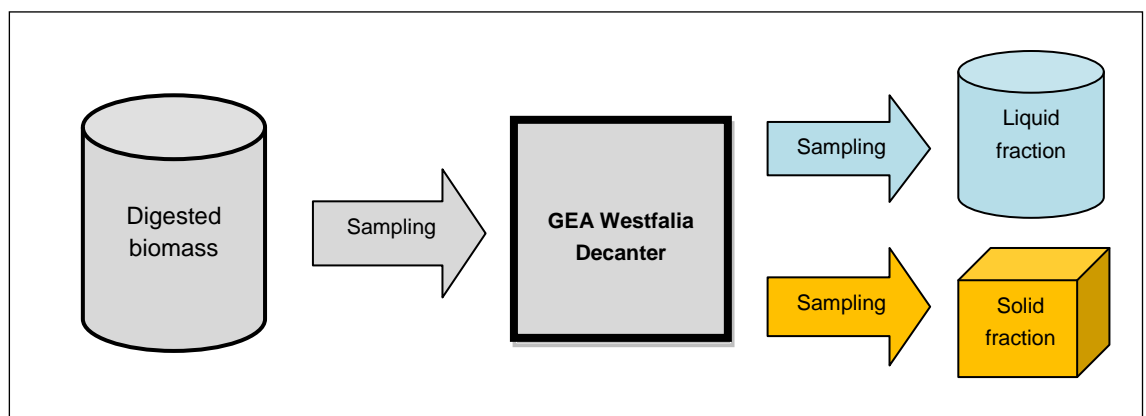 Digested
biomass
Sampling
GEA Westfalia
Decanter
Sampling
Liquid
fraction
Sampling
Solid
fraction